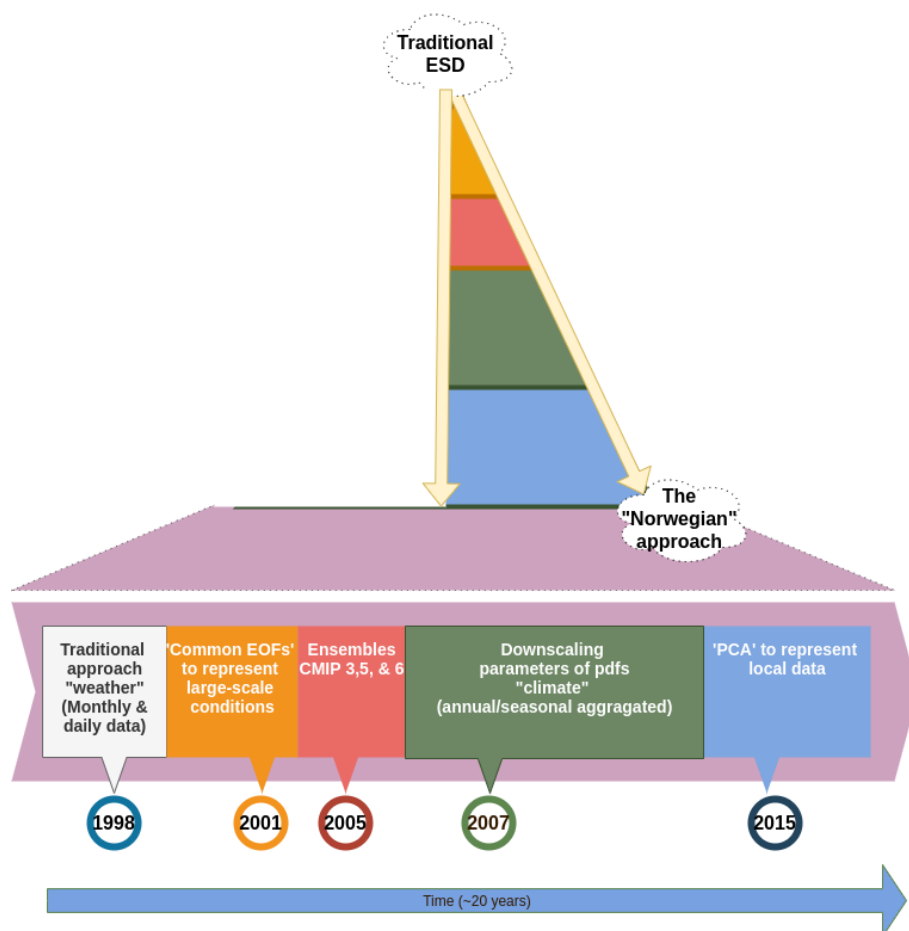 Traditional
ESD
The
"Norwegian"
approach
Traditional
approach
"weather"
(Monthly &
daily data)
'Common EOFs'
to represent
large-scale
conditions
Ensembles
CMIP 3,5, & 6
Downscaling
parameters of pdfs
"climate"
(annual/seasonal aggragated)
'PCA' to represent
local data
1998
2001
2005
2007
2015
Time (~20 years)